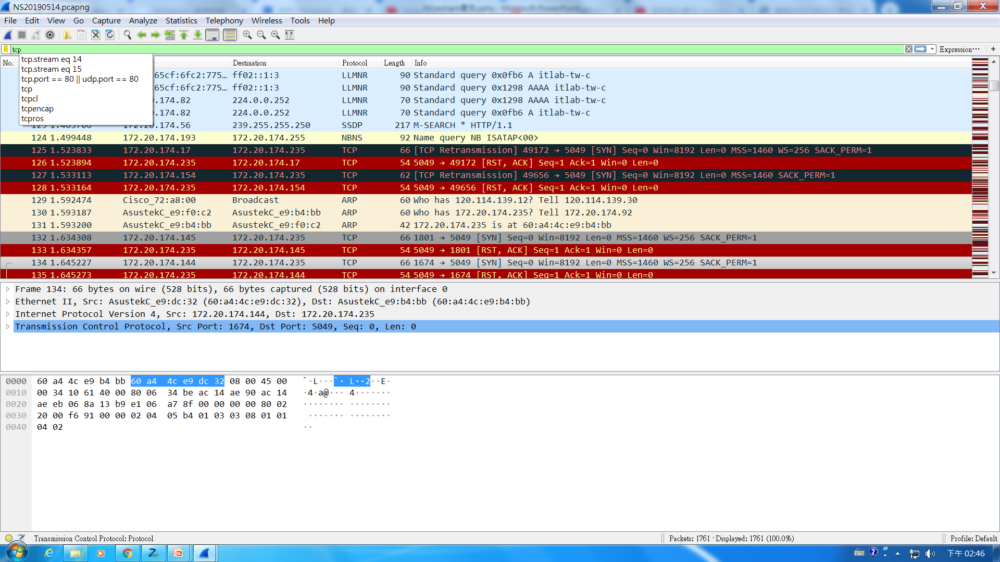 NS20190514.pcapng
File Edit View Go Capture Analyze Statistics Telephony Wireless Tools Help
tcp
Expression…
+
tcp.stream eq 14
tcp.stream eq 15
tcp.port == 80 || udp.port == 80
tcp
tcpcl
tcpencap
tcpros
No. Destination Protocol Length Info
65cf:6fc2:775… ff02::1:3 LLMNR 90 Standard query 0x0fb6 A itlab-tw-c
65cf:6fc2:775… ff02::1:3 LLMNR 90 Standard query 0x1298 AAAA itlab-tw-c
.174.82 224.0.0.252 LLMNR 70 Standard query 0x1298 AAAA itlab-tw-c
.174.82 224.0.0.252 LLMNR 70 Standard query 0x0fb6 A itlab-tw-c
123 1.465706 172.20.174.56 239.255.255.250 SSDP 217 M-SEARCH * HTTP/1.1
124 1.499448 172.20.174.193 172.20.174.255 NBNS 92 Name query NB ISATAP<00>
125 1.523833 172.20.174.17 172.20.174.235 TCP 66 [TCP Retransmission] 49172 → 5049 [SYN] Seq=0 Win=8192 Len=0 MSS=1460 WS=256 SACK_PERM=1
126 1.523894 172.20.174.235 172.20.174.17 TCP 54 5049 → 49172 [RST, ACK] Seq=1 Ack=1 Win=0 Len=0
127 1.533113 172.20.174.154 172.20.174.235 TCP 62 [TCP Retransmission] 49656 → 5049 [SYN] Seq=0 Win=8192 Len=0 MSS=1460 SACK_PERM=1
128 1.533164 172.20.174.235 172.20.174.154 TCP 54 5049 → 49656 [RST, ACK] Seq=1 Ack=1 Win=0 Len=0
129 1.592474 Cisco_72:a8:00 Broadcast ARP 60 Who has 120.114.139.12? Tell 120.114.139.30
130 1.593187 AsustekC_e9:f0:c2 AsustekC_e9:b4:bb ARP 60 Who has 172.20.174.235? Tell 172.20.174.92
131 1.593200 AsustekC_e9:b4:bb AsustekC_e9:f0:c2 ARP 42 172.20.174.235 is at 60:a4:4c:e9:b4:bb
132 1.634308 172.20.174.145 172.20.174.235 TCP 66 1801 → 5049 [SYN] Seq=0 Win=8192 Len=0 MSS=1460 WS=256 SACK_PERM=1
133 1.634357 172.20.174.235 172.20.174.145 TCP 54 5049 → 1801 [RST, ACK] Seq=1 Ack=1 Win=0 Len=0
134 1.645227 172.20.174.144 172.20.174.235 TCP 66 1674 → 5049 [SYN] Seq=0 Win=8192 Len=0 MSS=1460 WS=256 SACK_PERM=1
135 1.645273 172.20.174.235 172.20.174.144 TCP 54 5049 → 1674 [RST, ACK] Seq=1 Ack=1 Win=0 Len=0
Frame 134: 66 bytes on wire (528 bits), 66 bytes captured (528 bits) on interface 0
Ethernet II, Src: AsustekC_e9:dc:32 (60:a4:4c:e9:dc:32), Dst: AsustekC_e9:b4:bb (60:a4:4c:e9:b4:bb)
Internet Protocol Version 4, Src: 172.20.174.144, Dst: 172.20.174.235
Transmission Control Protocol, Src Port: 1674, Dst Port: 5049, Seq: 0, Len: 0
0000 60 a4 4c e9 b4 bb 60 a4 4c e9 dc 32 08 00 45 00 `·L···`· L··2··E·
0010 00 34 10 61 40 00 80 06 34 be ac 14 ae 90 ac 14 ·4·a@··· 4·······
0020 ae eb 06 8a 13 b9 e1 06 a7 8f 00 00 00 00 80 02 ········ ········
0030 20 00 f6 91 00 00 02 04 05 b4 01 03 03 08 01 01 ······· ········
0040 04 02 ··
Transmission Control Protocol: Protocol
Packets: 1761 · Displayed: 1761 (100.0%)
Profile: Default
下午 02:46